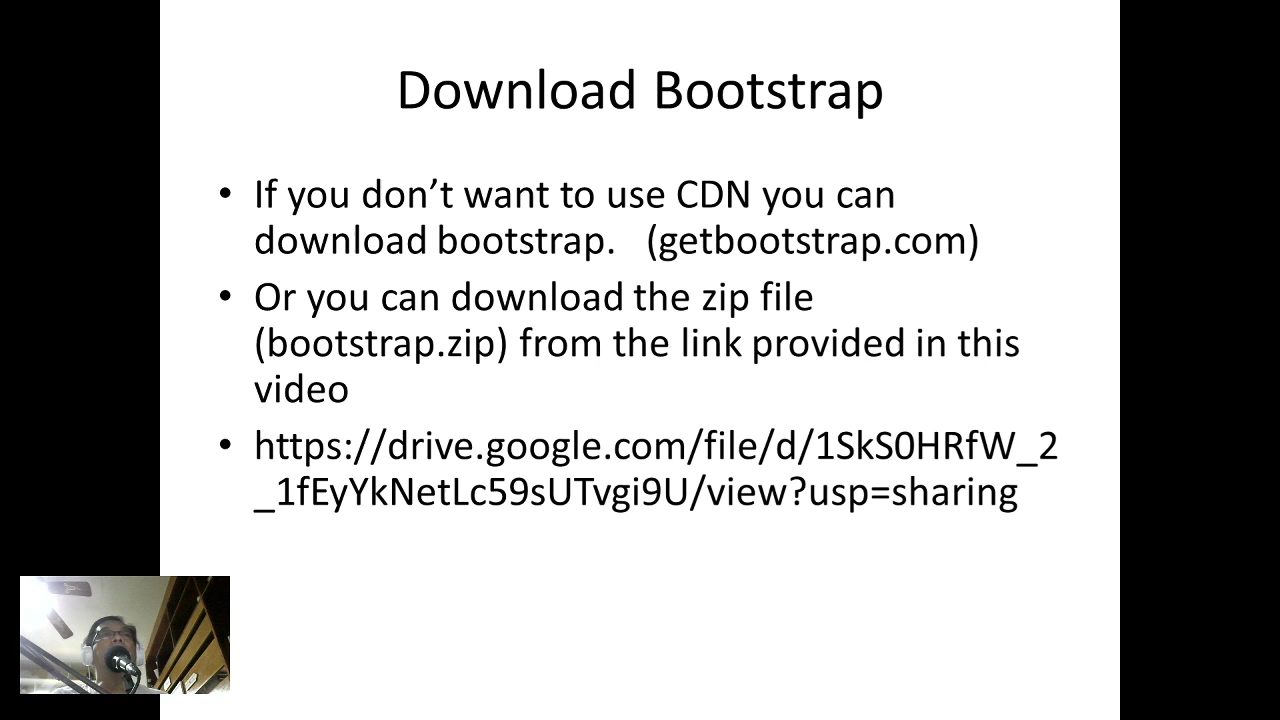 Download Bootstrap
• If you don’t want to use CDN you can
download bootstrap.   (getbootstrap.com)
• Or you can download the zip file
(bootstrap.zip) from the link provided in this
video
• https://drive.google.com/file/d/1SkS0HRfW_2
_1fEyYkNetLc59sUTvgi9U/view?usp=sharing